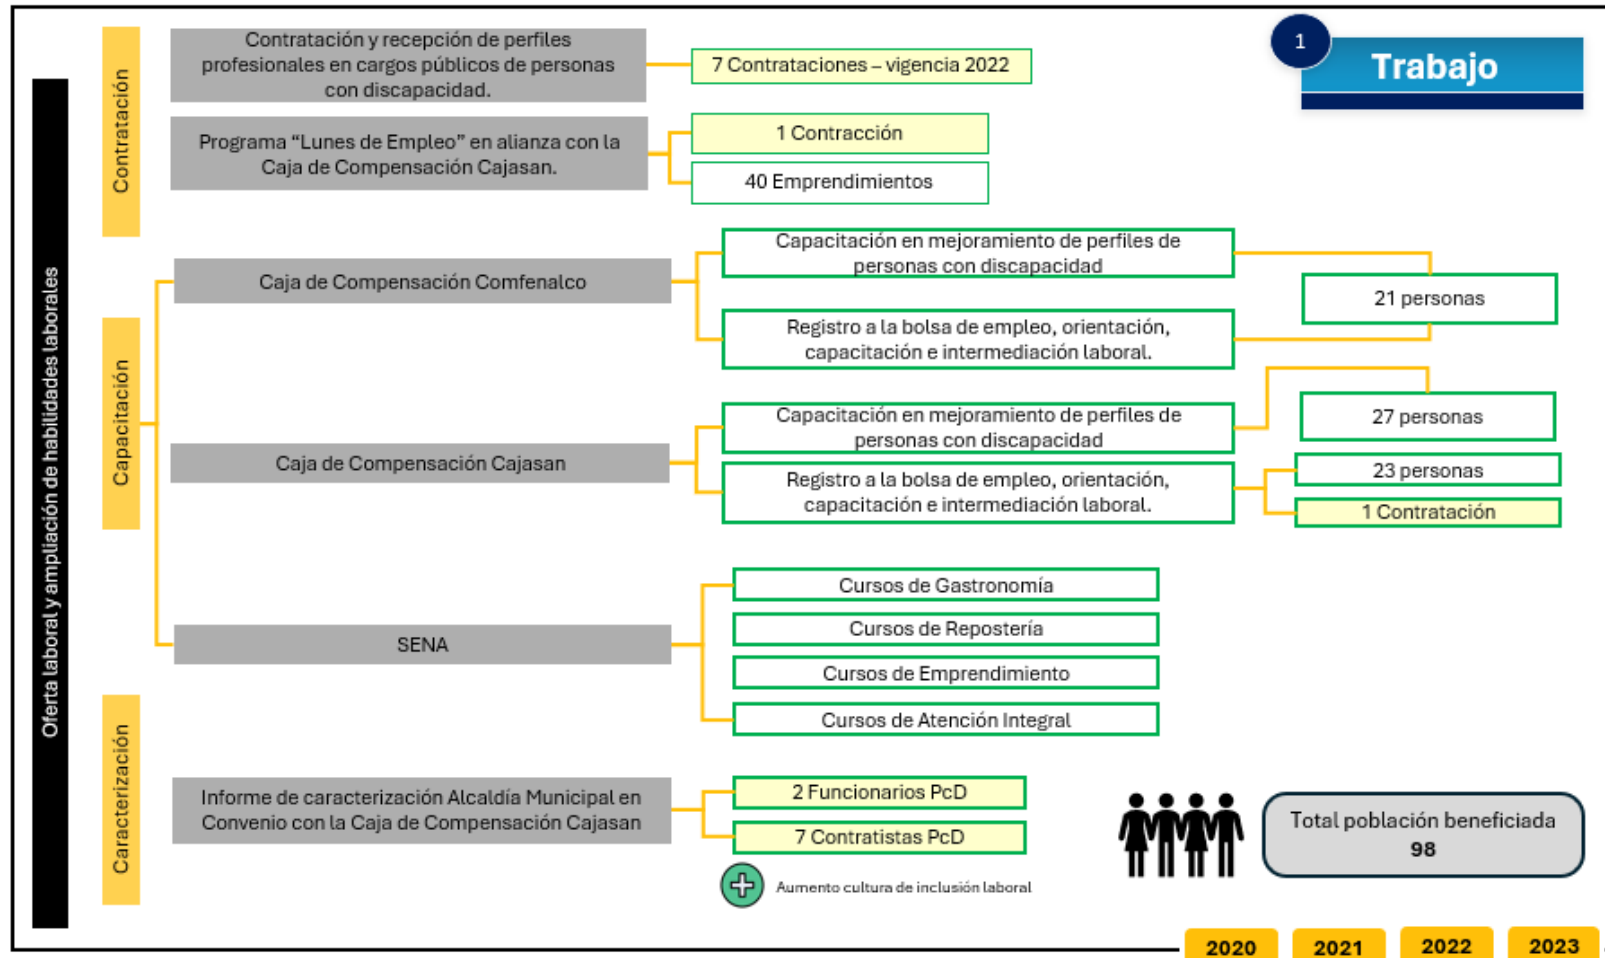 1
Trabajo
Oferta laboral y ampliación de habilidades laborales
Contratación
Contratación y recepción de perfiles
profesionales en cargos públicos de personas
con discapacidad.
7 Contrataciones – vigencia 2022
Programa “Lunes de Empleo” en alianza con la
Caja de Compensación Cajasan.
1 Contracción
40 Emprendimientos
Capacitación
Caja de Compensación Comfenalco
Capacitación en mejoramiento de perfiles de
personas con discapacidad
Registro a la bolsa de empleo, orientación,
capacitación e intermediación laboral.
21 personas
Caja de Compensación Cajasan
Capacitación en mejoramiento de perfiles de
personas con discapacidad
27 personas
Registro a la bolsa de empleo, orientación,
capacitación e intermediación laboral.
23 personas
1 Contratación
SENA
Cursos de Gastronomía
Cursos de Repostería
Cursos de Emprendimiento
Cursos de Atención Integral
Caracterización
Informe de caracterización Alcaldía Municipal en
Convenio con la Caja de Compensación Cajasan
2 Funcionarios PcD
7 Contratistas PcD
Aumento cultura de inclusión laboral
Total población beneficiada
98
2020
2021
2022
2023